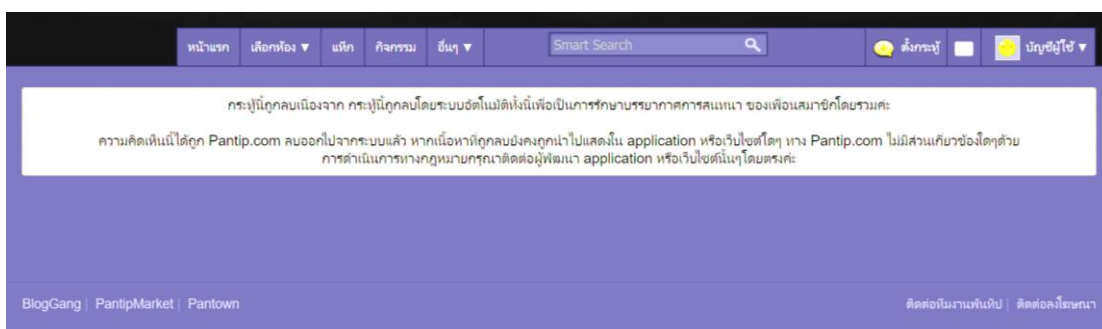 หน้าแรก เลือกห้อง ▼ แท็ก กิจกรรม อื่นๆ ▼ Smart Search ตั้งกระทู้ บัญชีผู้ใช้ ▼
กระทู้นี้ถูกลบเนื่องจาก กระทู้นี้ถูกลบโดยระบบอัตโนมัติทั้งนี้เพื่อเป็นการรักษาบรรยากาศการสนทนา ของเพื่อนสมาชิกโดยรวมค่ะ
ความคิดเห็นนี้ได้ถูก Pantip.com ลบออกไปจากระบบแล้ว หากเนื้อหาที่ถูกลบยังคงถูกนำไปแสดงใน application หรือเว็บไซต์ใดๆ ทาง Pantip.com ไม่มีส่วนเกี่ยวข้องใดๆด้วย
การดำเนินการทางกฎหมายกรุณาติดต่อผู้พัฒนา application หรือเว็บไซต์นั้นๆโดยตรงค่ะ
BlogGang | PantipMarket | Pantown ติดต่อทีมงานพันทิป | ติดต่อลงโฆษณา